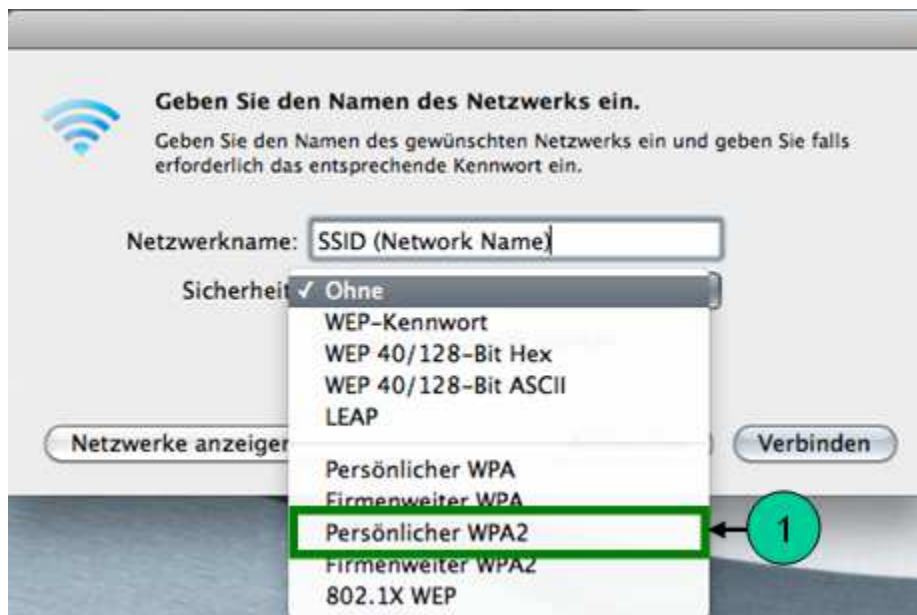 Geben Sie den Namen des Netzwerks ein.
Geben Sie den Namen des gewünschten Netzwerks ein und geben Sie falls
erforderlich das entsprechende Kennwort ein.
Netzwerkname: SSID (Network Name)
Sicherheit ✓ Ohne
WEP-Kennwort
WEP 40/128-Bit Hex
WEP 40/128-Bit ASCII
LEAP
Netzwerke anzeigen Verbinden
Persönlicher WPA
Firmenweiter WPA
Persönlicher WPA2 1
Firmenweiter WPA2
802.1X WEP